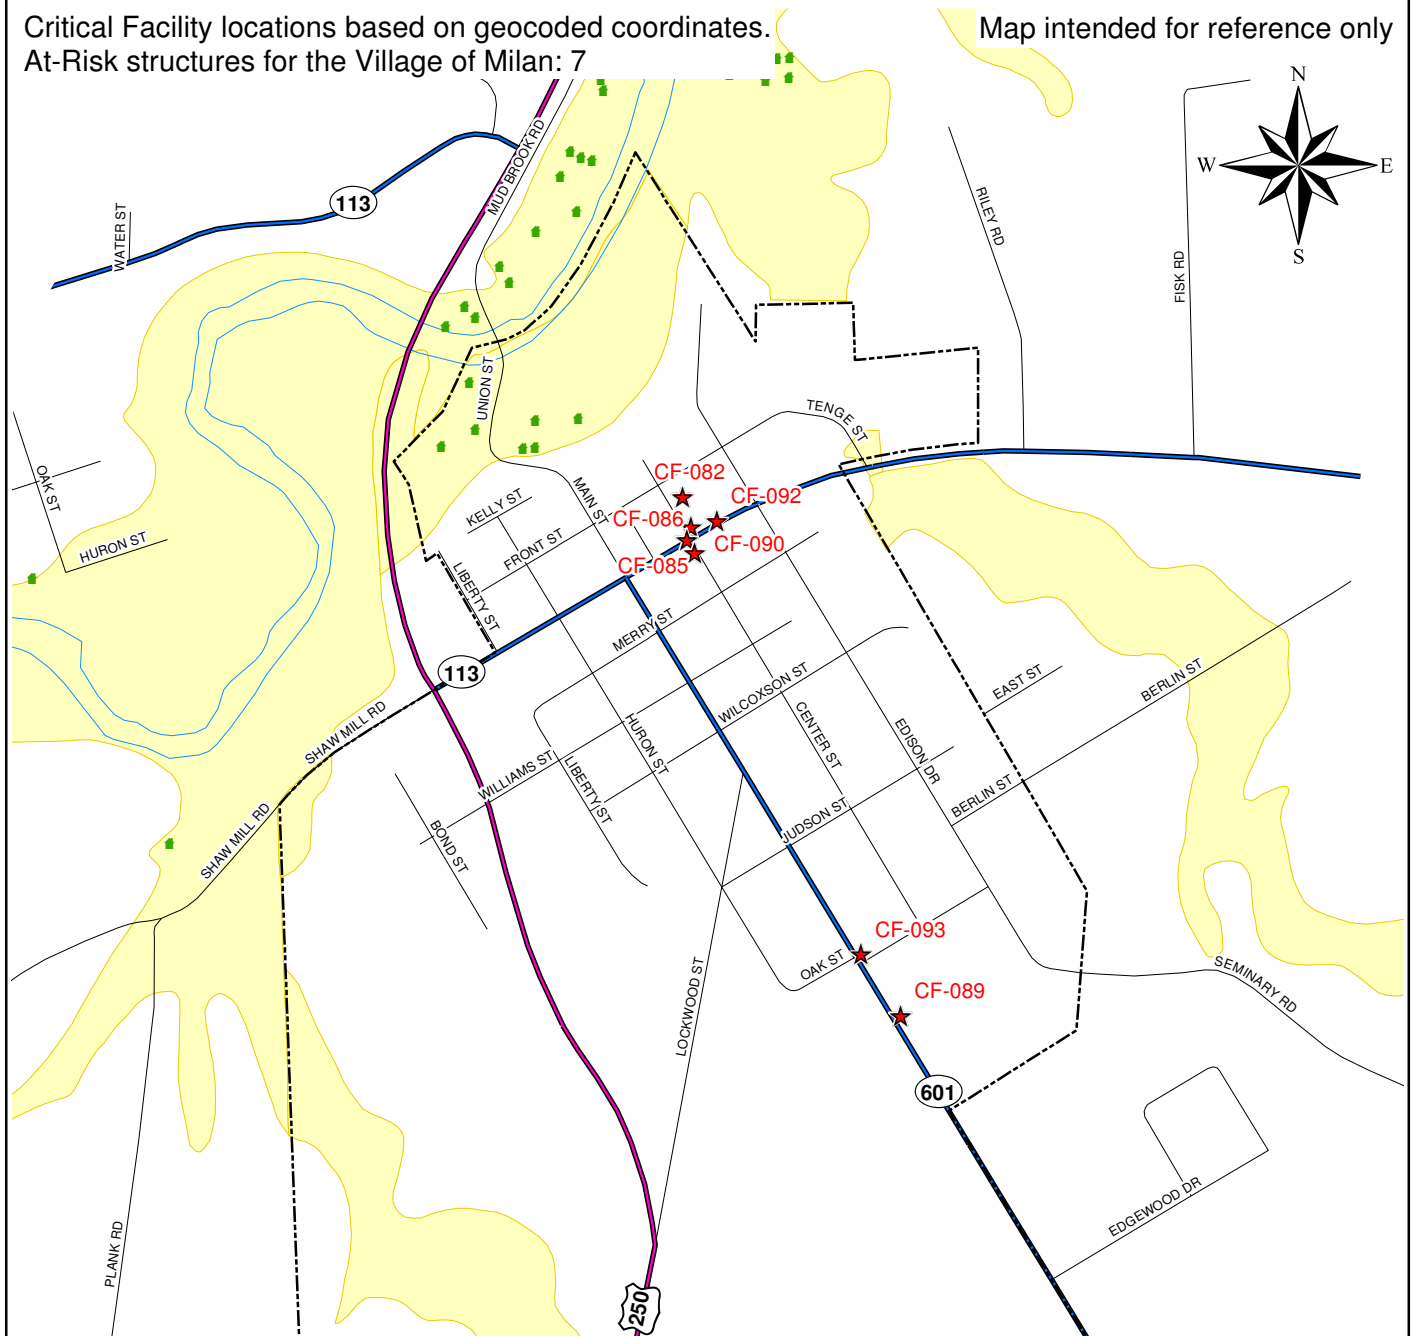 Critical Facility locations based on geocoded coordinates.
At-Risk structures for the Village of Milan: 7
Map intended for reference only
N
W
E
S
MUD BROOK RD
113
WATER ST
RILEY RD
FISK RD
UNION ST
TENGE ST
OAK ST
HURON ST
KELLY ST
MAIN ST
FRONT ST
LIBERTY ST
CF-082
CF-092
CF-086
CF-090
CF-085
MERRY ST
113
SHAW MILL RD
WILCOXSON ST
EAST ST
BERLIN ST
HURON ST
CENTER ST
EDISON DR
WILLIAMS ST
LIBERTY ST
BERLIN ST
JUDSON ST
SHAW MILL RD
BOND ST
CF-093
OAK ST
CF-089
SEMINARY RD
LOCKWOOD ST
601
EDGEWOOD DR
PLANK RD
250